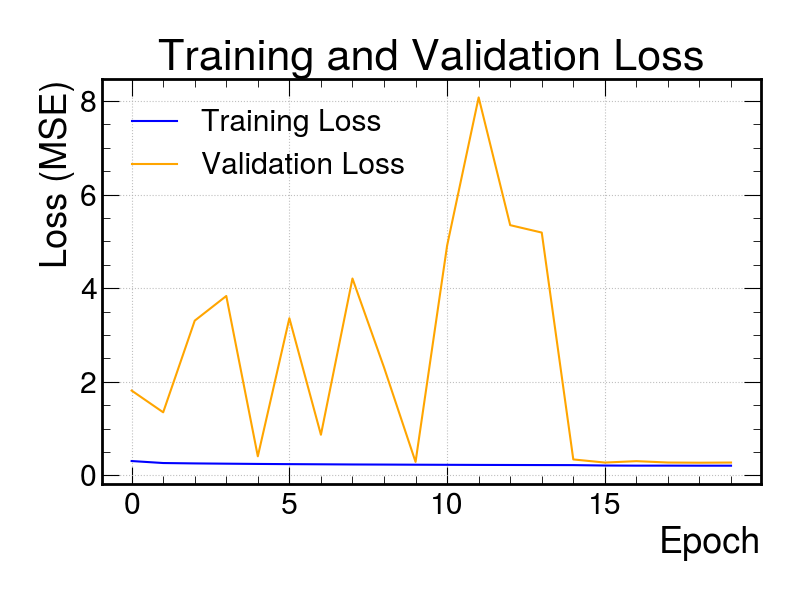 Training and Validation Loss
Loss (MSE)
8
6
4
2
0
Training Loss
Validation Loss
0 5 10 15
Epoch